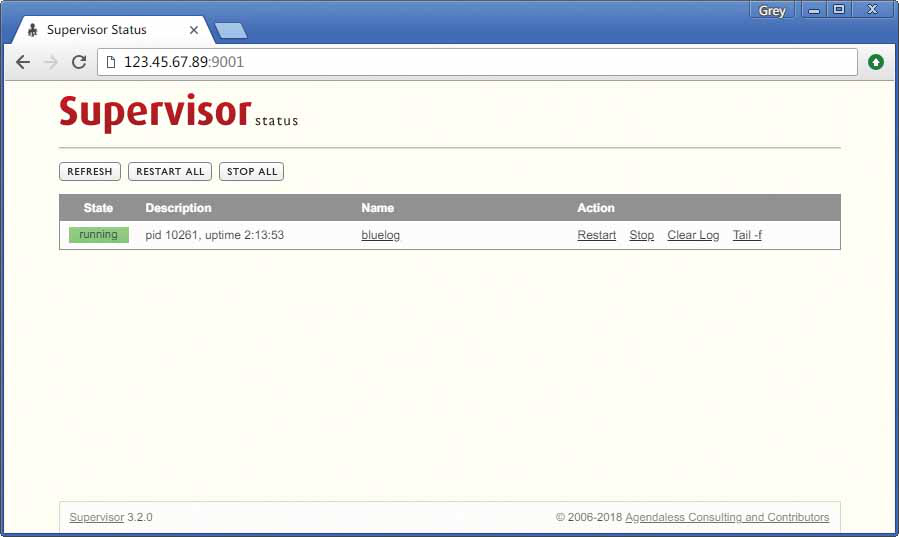 Grey
Supervisor Status
123.45.67.89:9001
Supervisor status
REFRESH RESTART ALL STOP ALL
State Description Name Action
running pid 10261, uptime 2:13:53 bluelog Restart Stop Clear Log Tail -f
Supervisor 3.2.0 © 2006-2018 Agendaless Consulting and Contributors